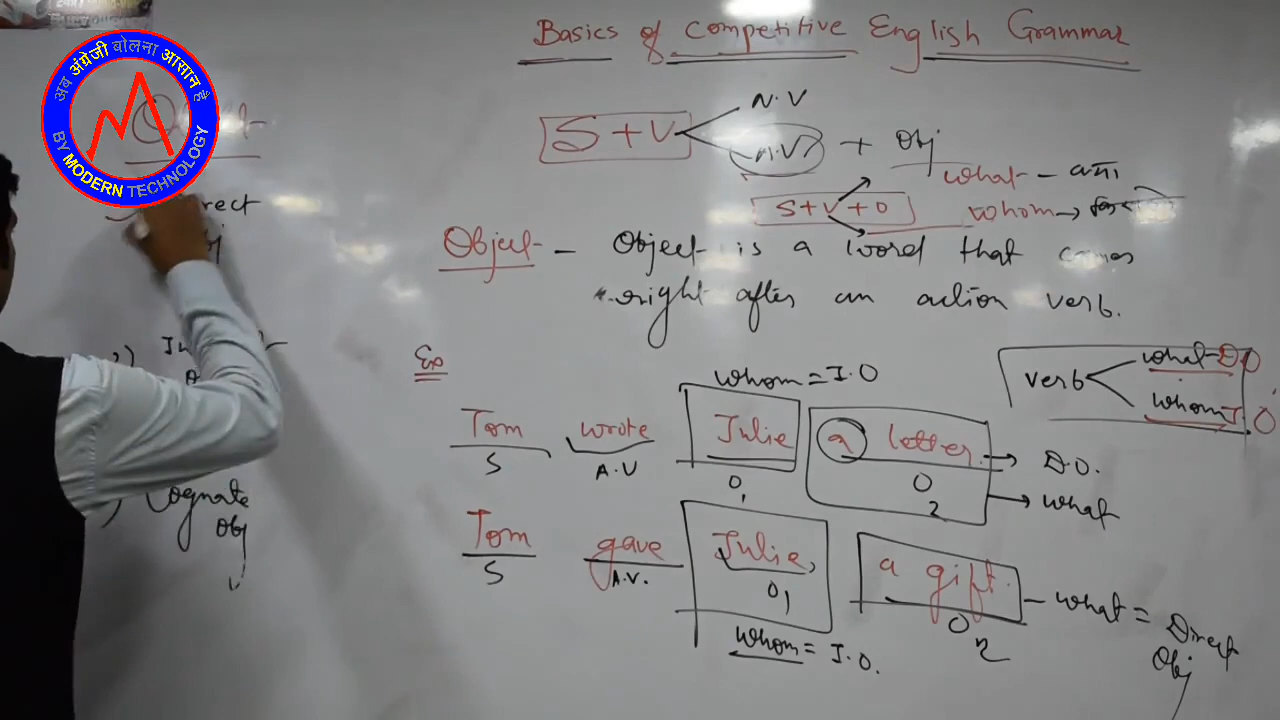 Basics of Competitive English Grammar
अब अंग्रेजी बोलना आसान है
BY MODERN TECHNOLOGY
S + V
N.V
A.V + Obj
what - क्या
S + V + O
whom →
Object - Object is a word that comes
right after an action verb.
rect
Obj
Cognate
Obj
Ex
whom = I.O
verb
what - D O
whom I. O
Tom wrote Julie a letter.
S A.V O1 O2
→ D.O.
→ what
Tom gave Julie, a gift.
S A.V. O1 O2
- what = Direct
Obj
whom = I.O.